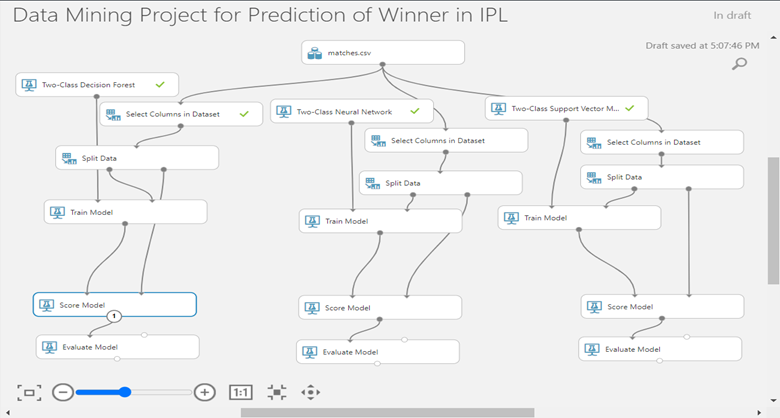 Data Mining Project for Prediction of Winner in IPL
In draft
Draft saved at 5:07:46 PM
matches.csv
Two-Class Decision Forest
Select Columns in Dataset
Split Data
Train Model
Score Model
1
Evaluate Model
Two-Class Neural Network
Select Columns in Dataset
Split Data
Train Model
Score Model
Evaluate Model
Two-Class Support Vector M...
Select Columns in Dataset
Split Data
Train Model
Score Model
Evaluate Model
1:1